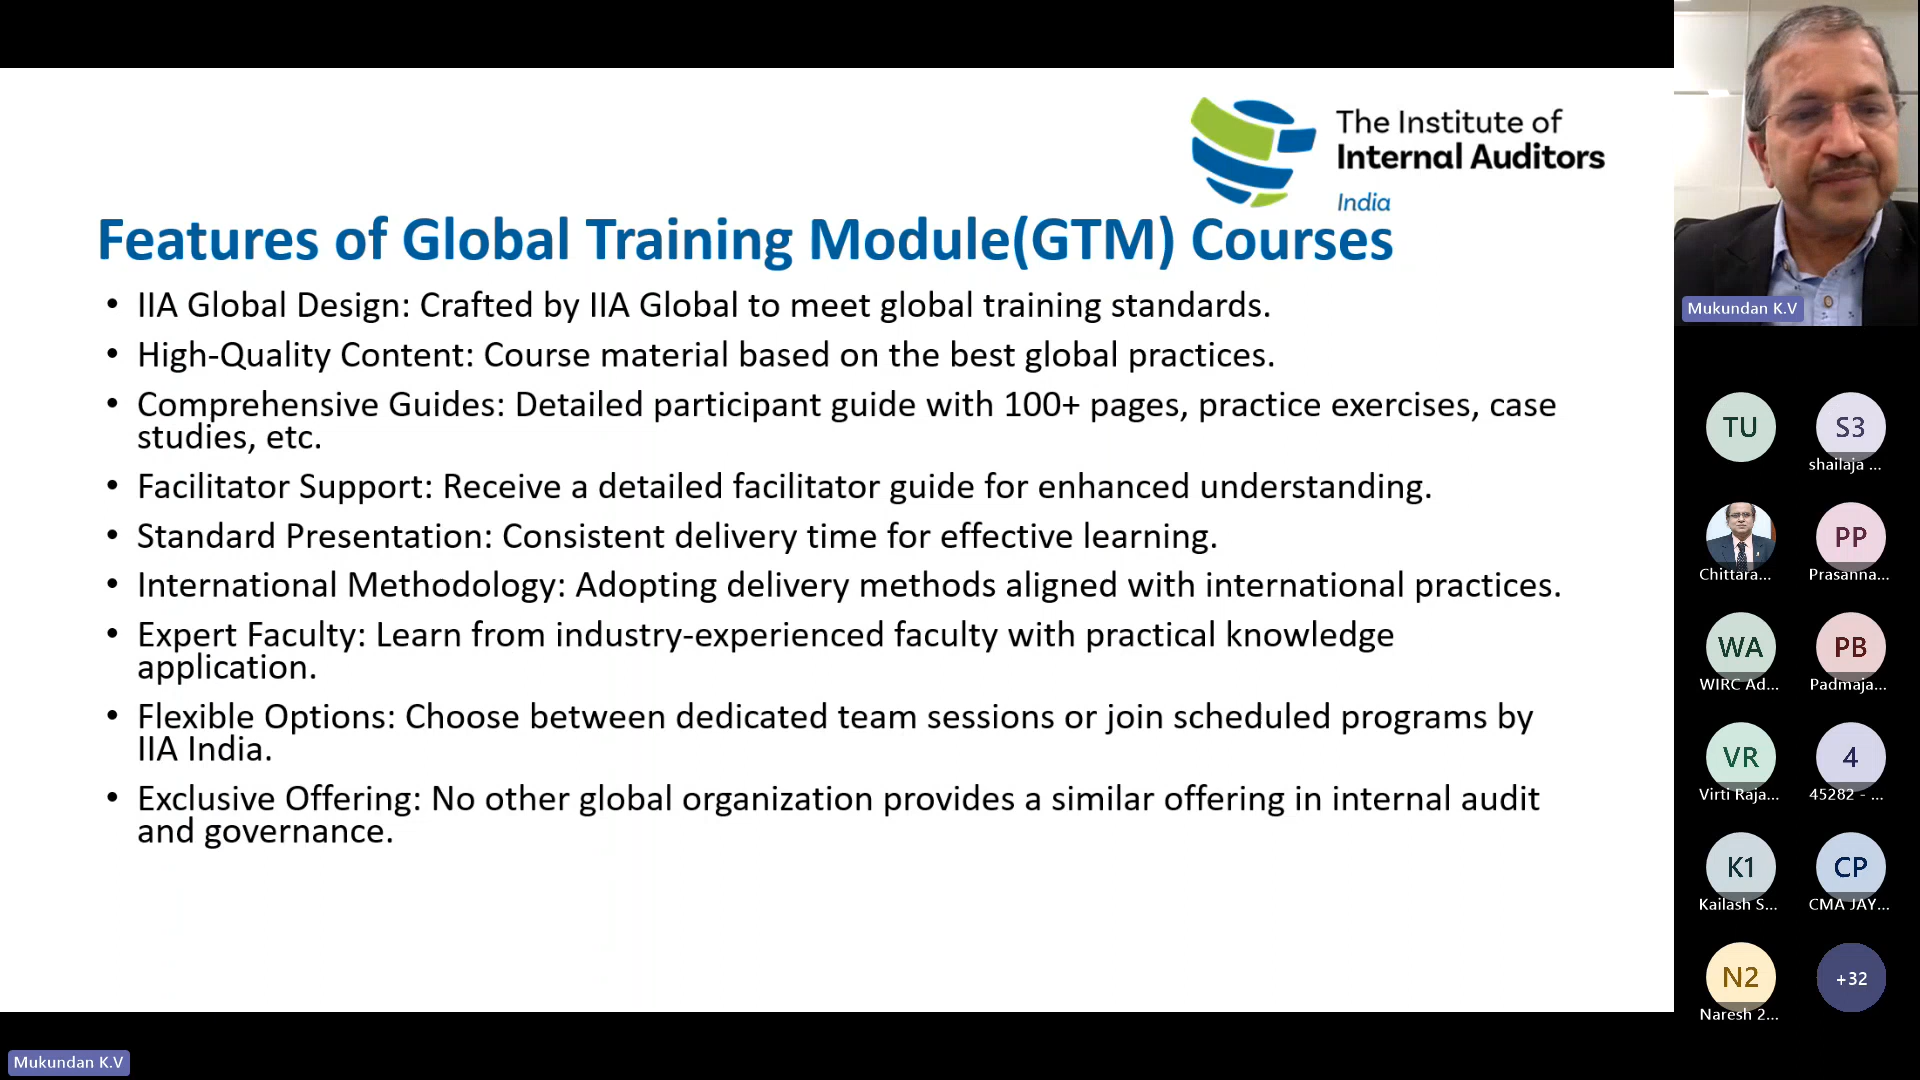 The Institute of
Internal Auditors
India
Features of Global Training Module(GTM) Courses
• IIA Global Design: Crafted by IIA Global to meet global training standards.
• High-Quality Content: Course material based on the best global practices.
• Comprehensive Guides: Detailed participant guide with 100+ pages, practice exercises, case
studies, etc.
• Facilitator Support: Receive a detailed facilitator guide for enhanced understanding.
• Standard Presentation: Consistent delivery time for effective learning.
• International Methodology: Adopting delivery methods aligned with international practices.
• Expert Faculty: Learn from industry-experienced faculty with practical knowledge
application.
• Flexible Options: Choose between dedicated team sessions or join scheduled programs by
IIA India.
• Exclusive Offering: No other global organization provides a similar offering in internal audit
and governance.
Mukundan K.V
TU
S3
shailaja ...
Chittara...
PP
Prasanna...
WA
WIRC Ad...
PB
Padmaja...
VR
Virti Raja...
4
45282 - ...
K1
Kailash S...
CP
CMA JAY...
N2
Naresh 2...
+32
Mukundan K.V